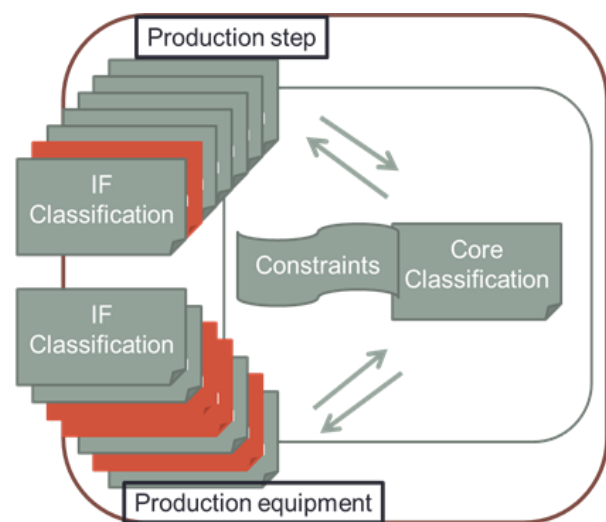 Production step
IF
Classification
Constraints
Core
Classification
IF
Classification
Production equipment